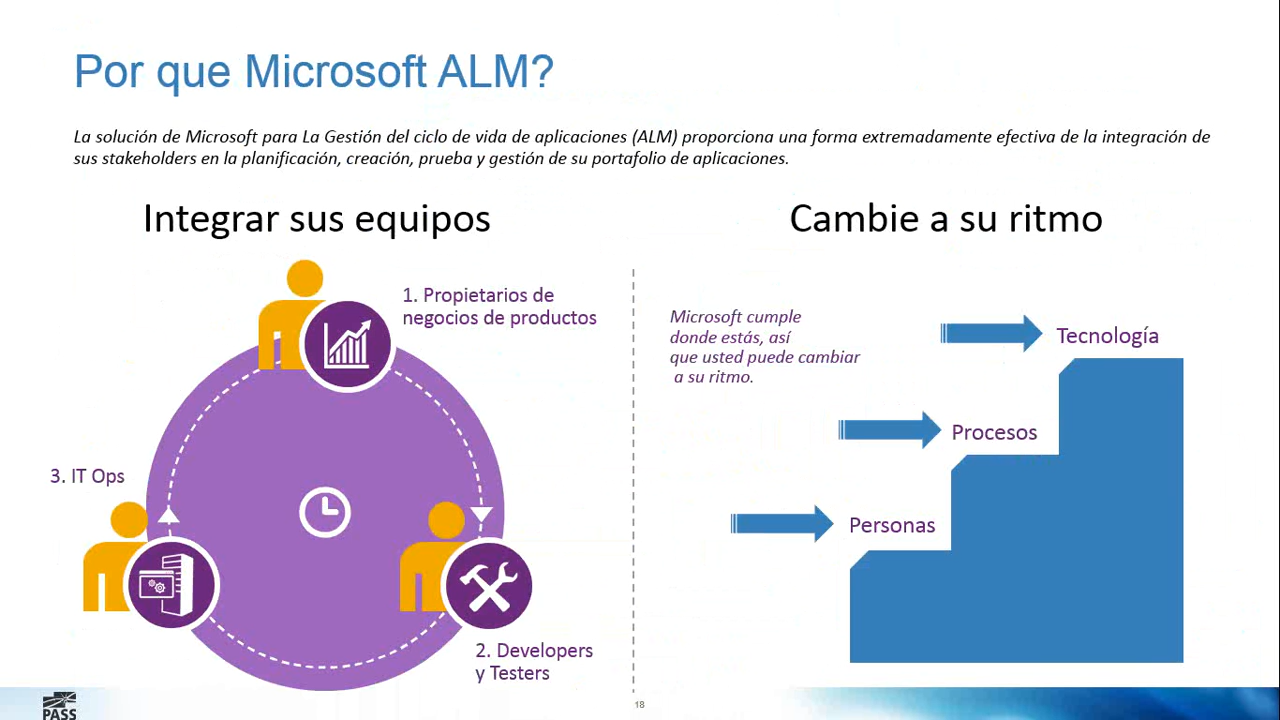 Por que Microsoft ALM?
La solución de Microsoft para La Gestión del ciclo de vida de aplicaciones (ALM) proporciona una forma extremadamente efectiva de la integración de
sus stakeholders en la planificación, creación, prueba y gestión de su portafolio de aplicaciones.
Integrar sus equipos
1. Propietarios de
negocios de productos
3. IT Ops
2. Developers
y Testers
Cambie a su ritmo
Microsoft cumple
donde estás, así
que usted puede cambiar
a su ritmo.
Tecnología
Procesos
Personas
PASS
18